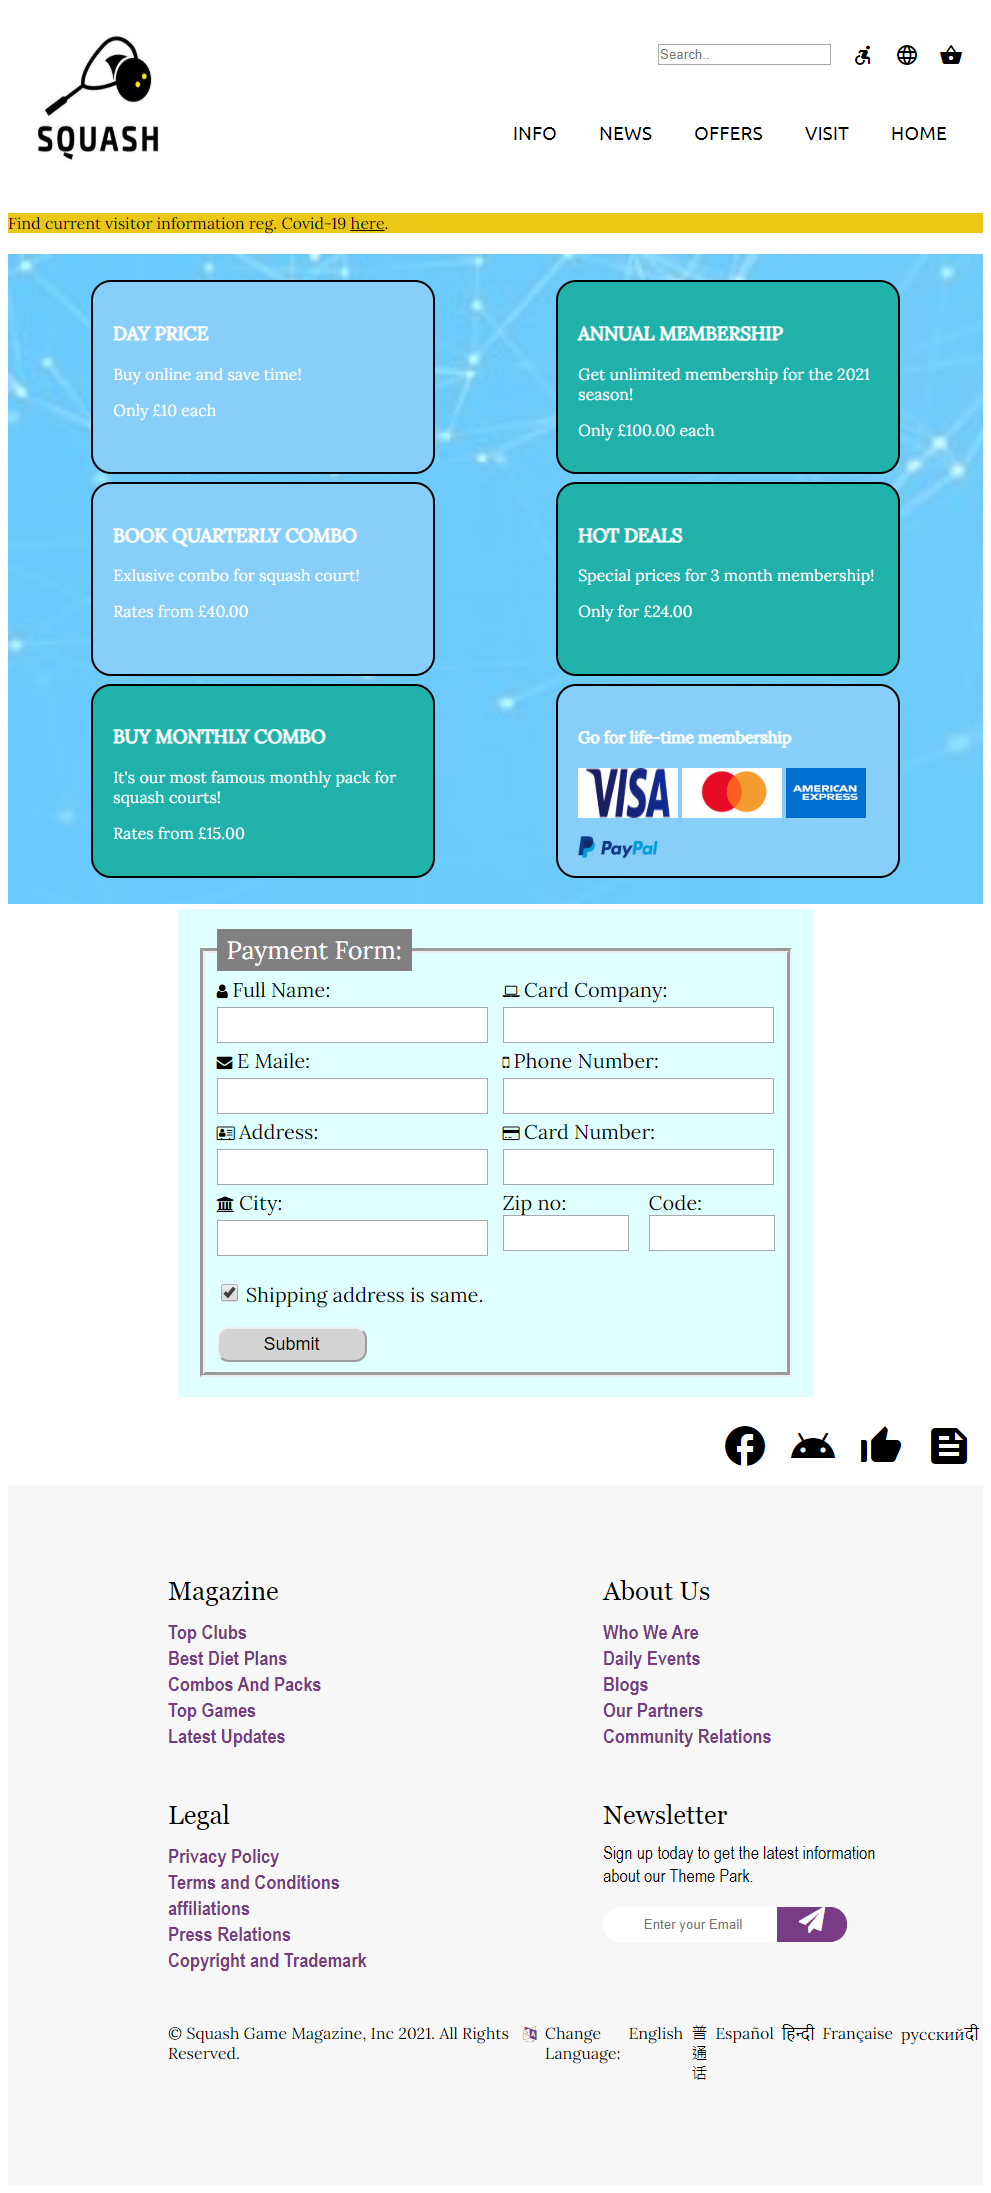 Search..
SQUASH
INFO NEWS OFFERS VISIT HOME
Find current visitor information reg. Covid-19 here.
DAY PRICE
Buy online and save time!
Only £10 each
ANNUAL MEMBERSHIP
Get unlimited membership for the 2021
season!
Only £100.00 each
BOOK QUARTERLY COMBO
Exlusive combo for squash court!
Rates from £40.00
HOT DEALS
Special prices for 3 month membership!
Only for £24.00
BUY MONTHLY COMBO
It's our most famous monthly pack for
squash courts!
Rates from £15.00
Go for life-time membership
VISA
AMERICAN
EXPRESS
PayPal
Payment Form:
Full Name:
Card Company:
E Maile:
Phone Number:
Address:
Card Number:
City:
Zip no:
Code:
Shipping address is same.
Submit
Magazine
Top Clubs
Best Diet Plans
Combos And Packs
Top Games
Latest Updates
About Us
Who We Are
Daily Events
Blogs
Our Partners
Community Relations
Legal
Privacy Policy
Terms and Conditions
affiliations
Press Relations
Copyright and Trademark
Newsletter
Sign up today to get the latest information
about our Theme Park.
Enter your Email
© Squash Game Magazine, Inc 2021. All Rights
Reserved.
Change
Language:
English
普
通
话
Español
हिन्दी
Française
русскийदी